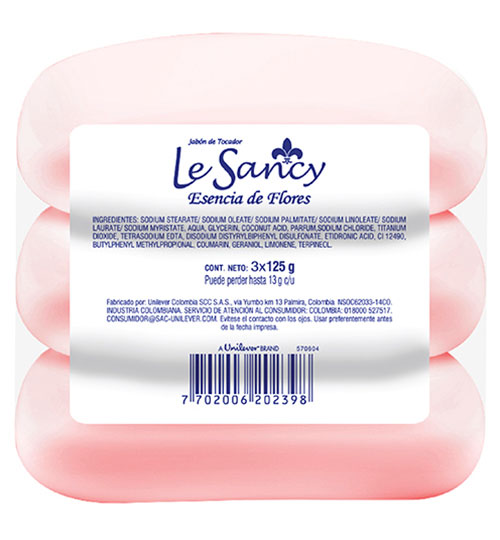 Jabón de Tocador
Le Sancy
Esencia de Flores
INGREDIENTES: SODIUM STEARATE/ SODIUM OLEATE/ SODIUM PALMITATE/ SODIUM LINOLEATE/ SODIUM
LAURATE/ SODIUM MYRISTATE, AQUA, GLYCERIN, COCONUT ACID, PARFUM, SODIUM CHLORIDE, TITANIUM
DIOXIDE, TETRASODIUM EDTA, DISODIUM DISTYRYLBIPHENYL DISULFONATE, ETIDRONIC ACID, CI 12490,
BUTYLPHENYL METHYLPROPIONAL, COUMARIN, GERANIOL, LIMONENE, TERPINEOL.
CONT. NETO: 3x125 g
Puede perder hasta 13 g c/u
Fabricado por: Unilever Colombia SCC S.A.S., vía Yumbo km 13 Palmira, Colombia. NSOC62033-14CO.
INDUSTRIA COLOMBIANA. SERVICIO DE ATENCIÓN AL CONSUMIDOR: COLOMBIA: 018000 527517.
CONSUMIDOR@SAC-UNILEVER.COM. Evítese el contacto con los ojos. Usar preferentemente antes
de la fecha impresa.
A Unilever BRAND 570604
7 702006 202398